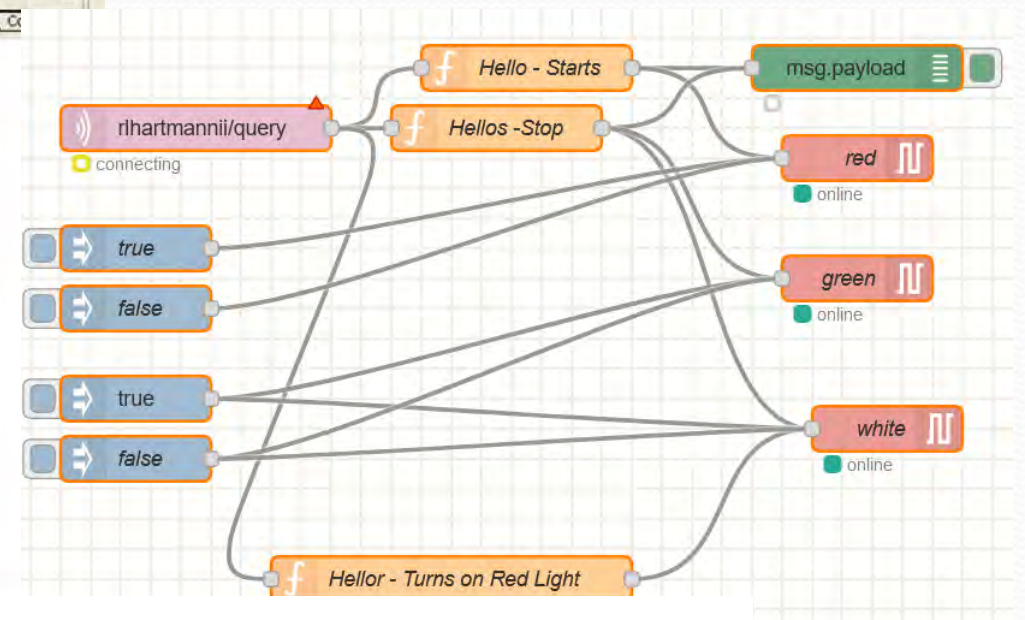 Hello - Starts
msg.payload
rlhartmannii/query
Hellos -Stop
connecting
red
online
true
false
green
online
true
false
white
online
Hellor - Turns on Red Light